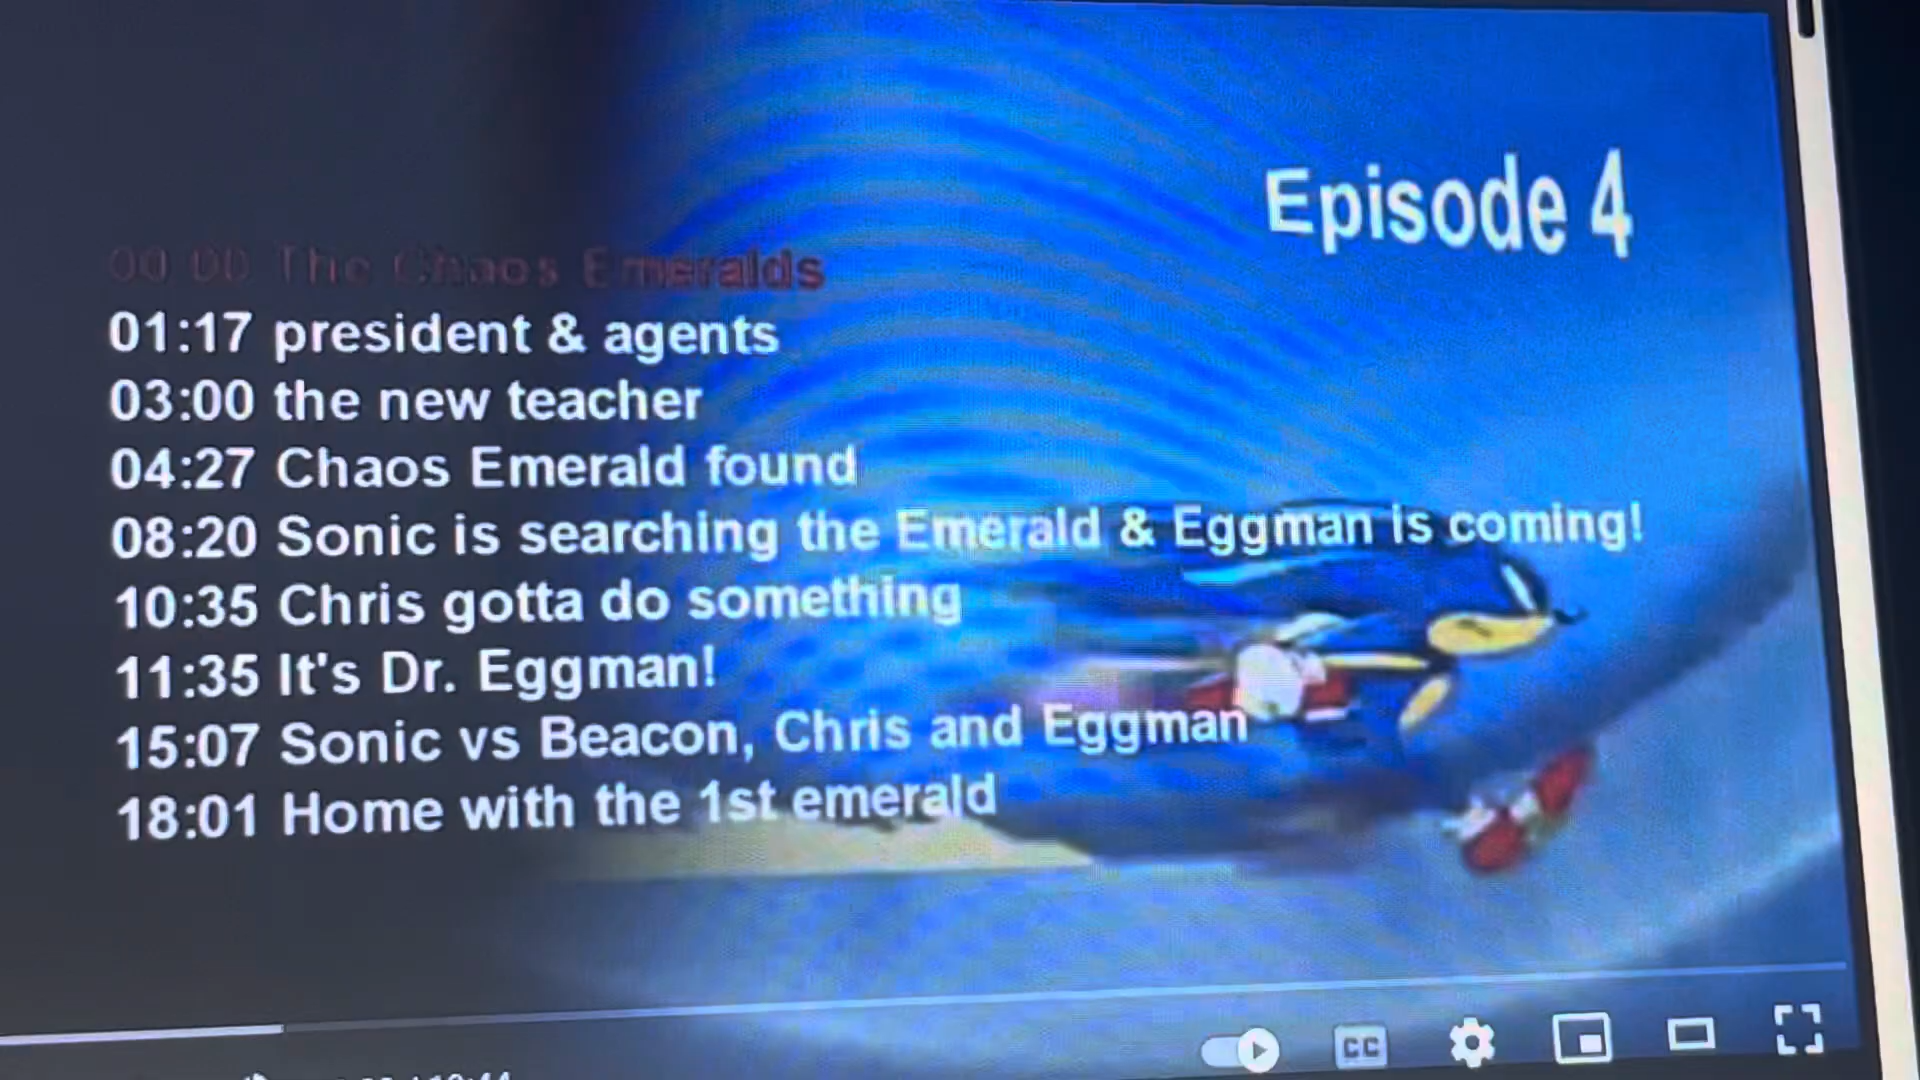 Episode 4
00:00 The Chaos Emeralds
01:17 president & agents
03:00 the new teacher
04:27 Chaos Emerald found
08:20 Sonic is searching the Emerald & Eggman is coming!
10:35 Chris gotta do something
11:35 It's Dr. Eggman!
15:07 Sonic vs Beacon, Chris and Eggman
18:01 Home with the 1st emerald
CC